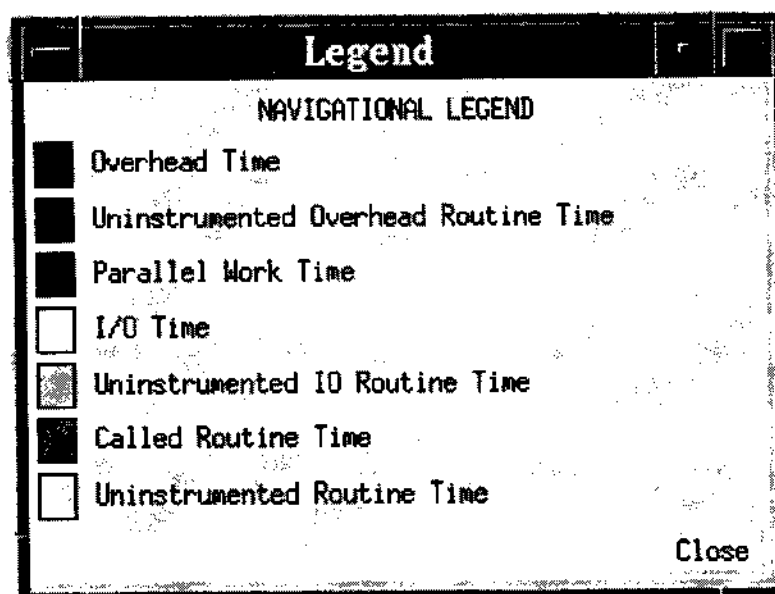 Legend
NAVIGATIONAL LEGEND
Overhead Time
Uninstrumented Overhead Routine Time
Parallel Work Time
I/O Time
Uninstrumented IO Routine Time
Called Routine Time
Uninstrumented Routine Time
Close